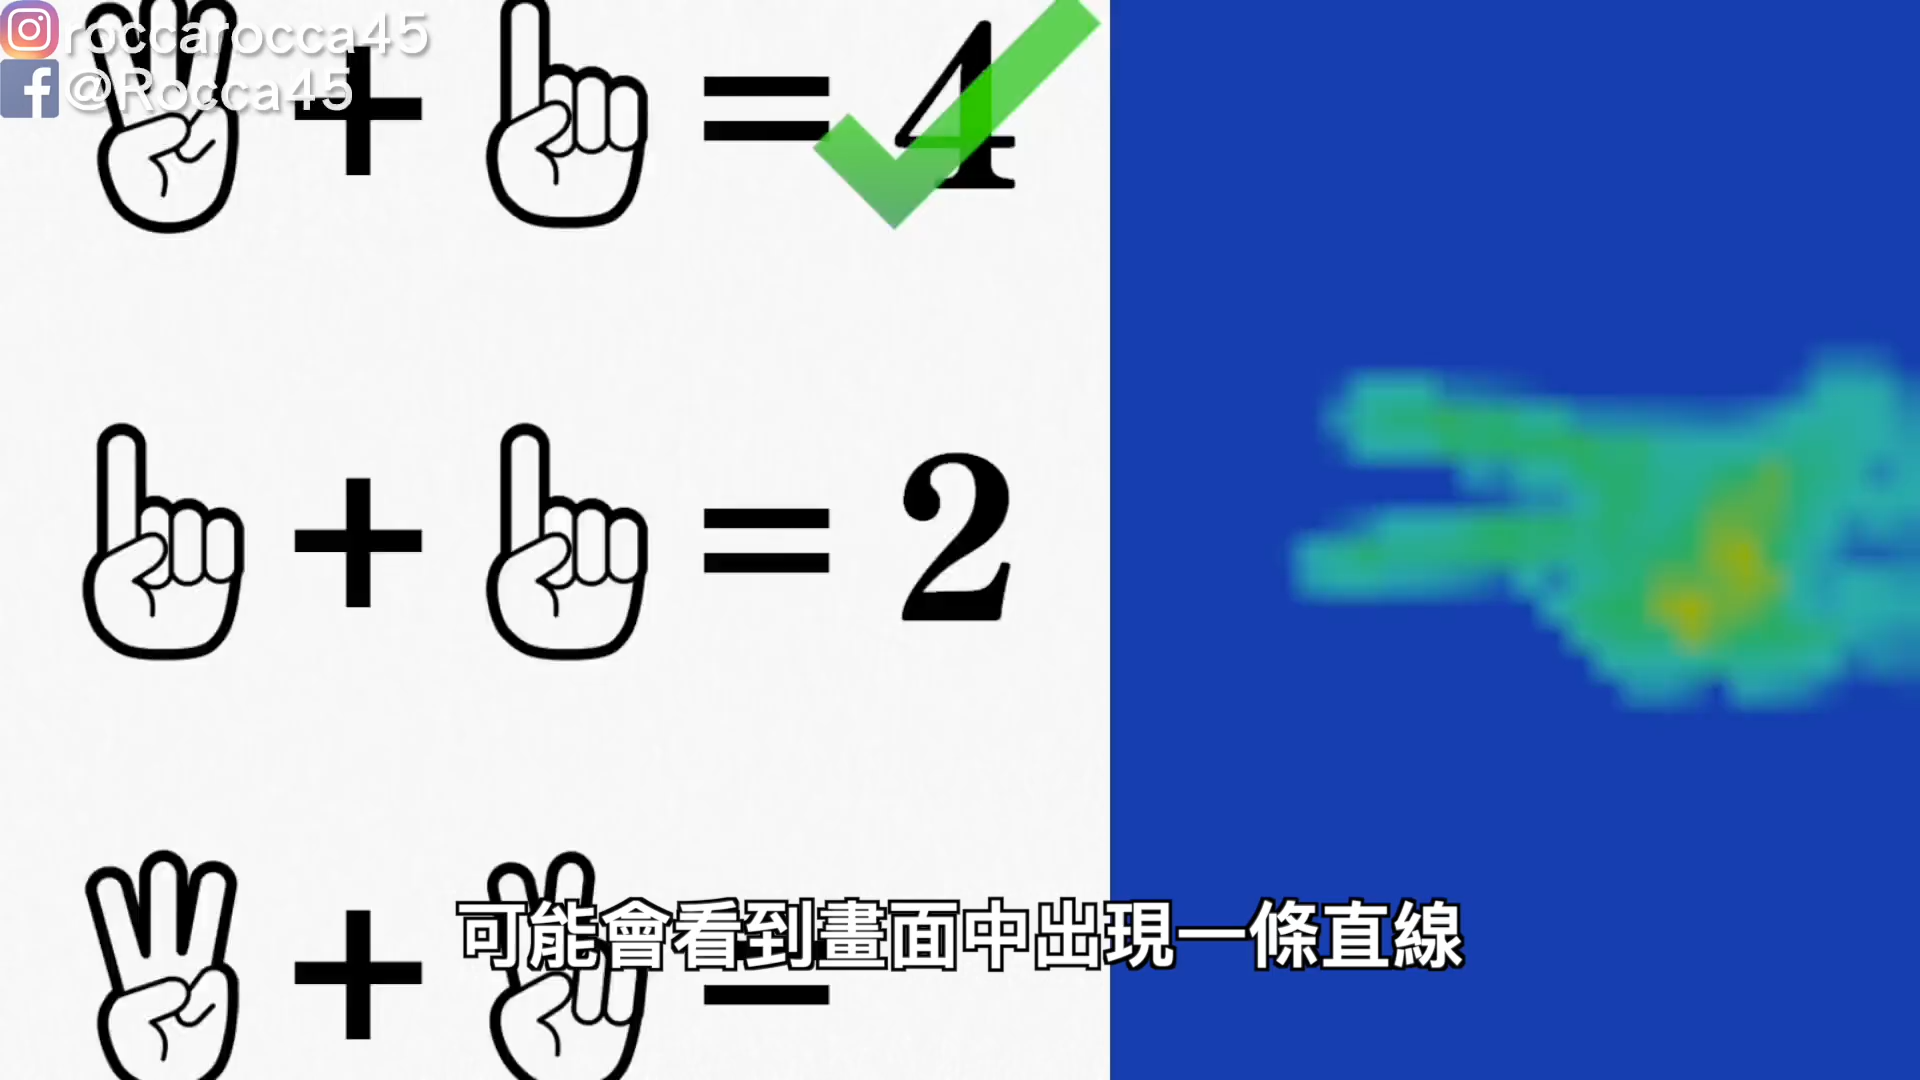 roccarocca45
@Rocca45
+ = 4
+ = 2
+ =
可能會看到畫面中出現一條直線